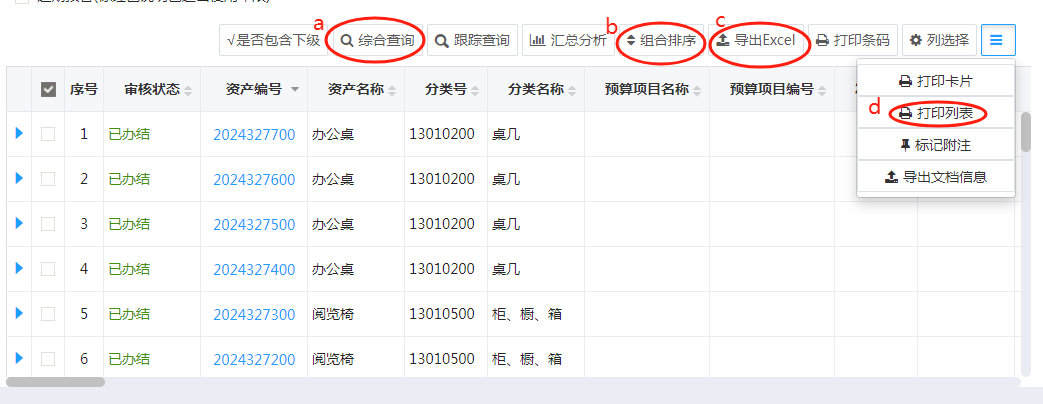 a
b
c
√是否包含下级 综合查询 跟踪查询 汇总分析 组合排序 导出Excel 打印条码 列选择
序号 审核状态 资产编号 资产名称 分类号 分类名称 预算项目名称 预算项目编号
打印卡片
d 打印列表
标记附注
导出文档信息
1 已办结 2024327700 办公桌 13010200 桌几
2 已办结 2024327600 办公桌 13010200 桌几
3 已办结 2024327500 办公桌 13010200 桌几
4 已办结 2024327400 办公桌 13010200 桌几
5 已办结 2024327300 阅览椅 13010500 柜、橱、箱
6 已办结 2024327200 阅览椅 13010500 柜、橱、箱